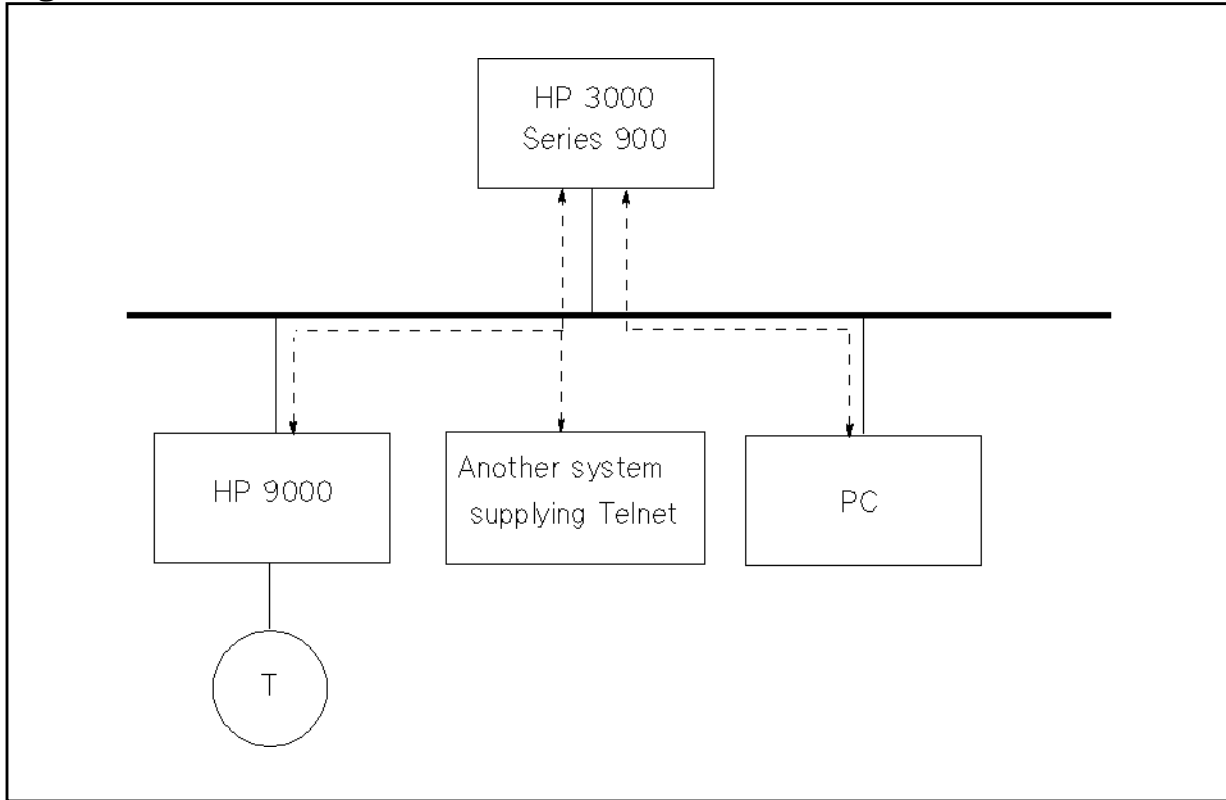 HP 3000
Series 900
HP 9000
Another system
supplying Telnet
PC
T